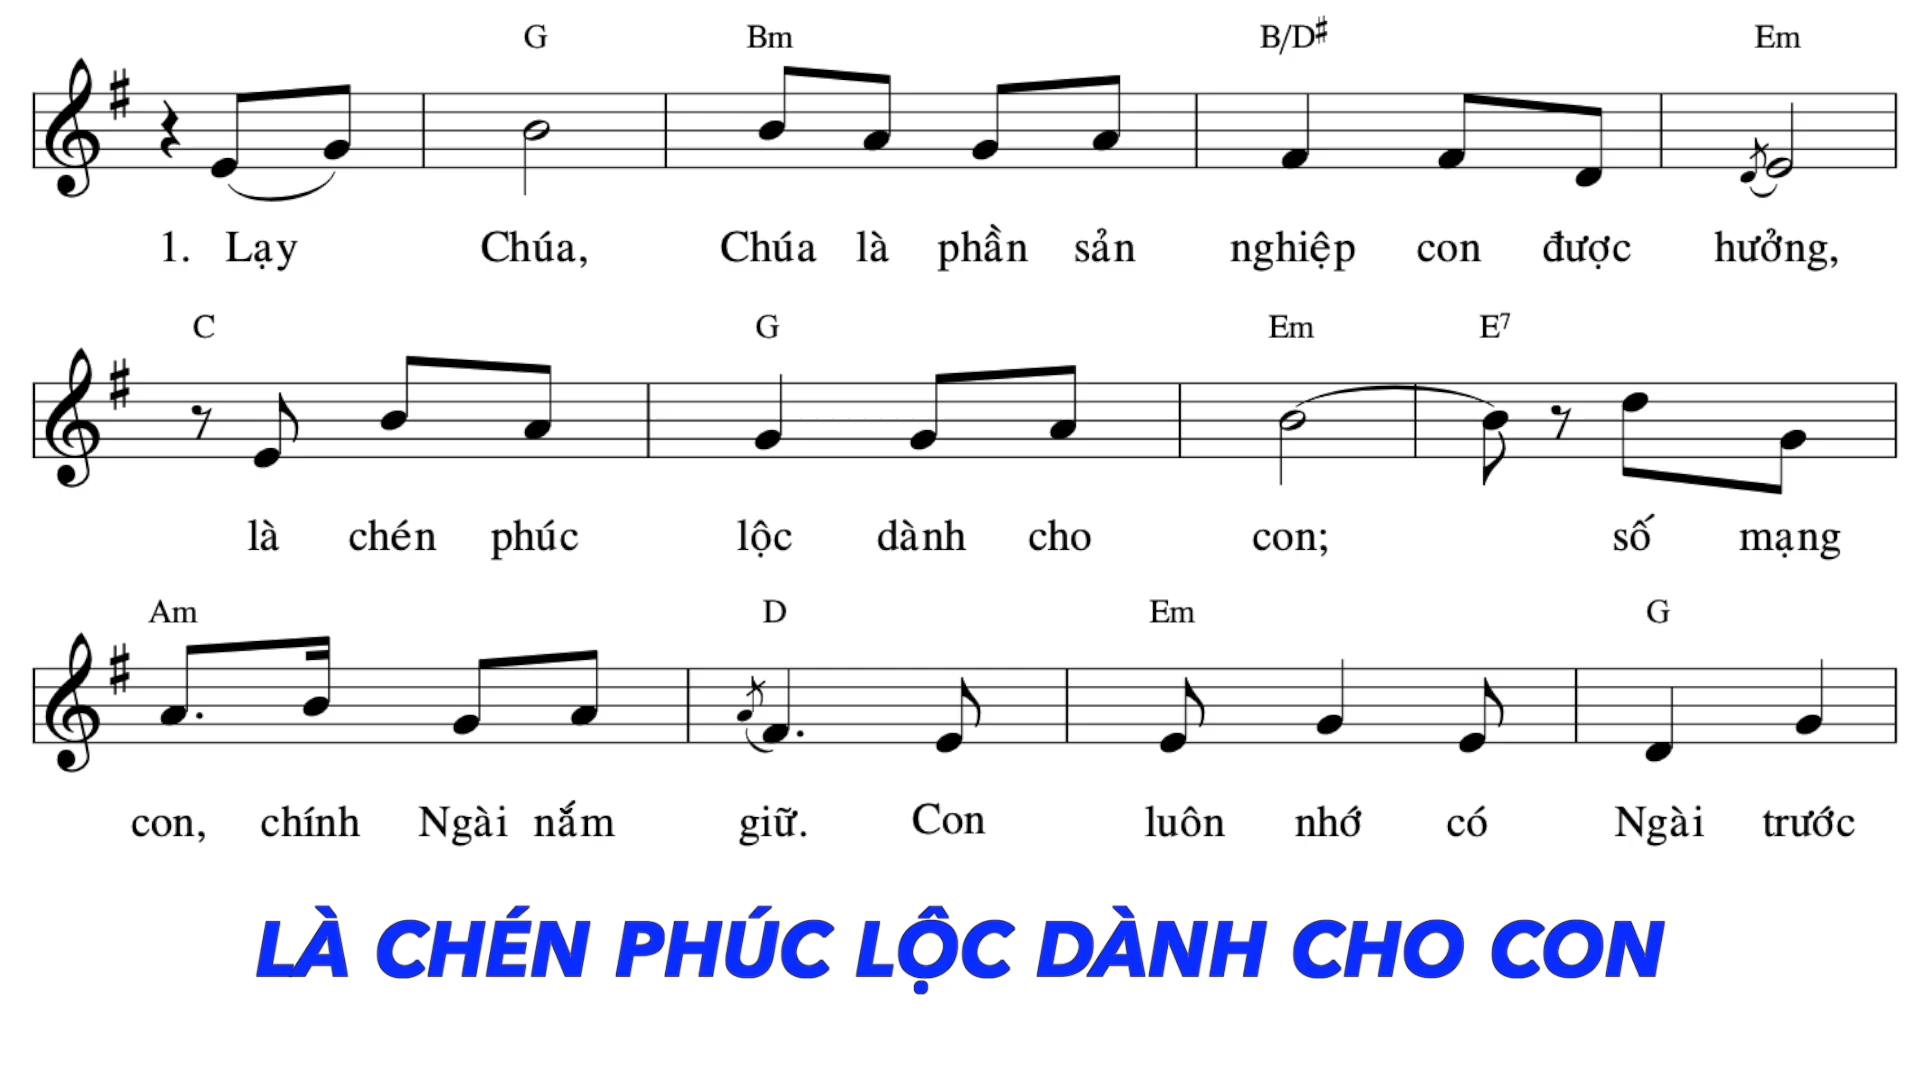 G Bm B/D♯ Em
1. Lạy Chúa, Chúa là phần sản nghiệp con được hưởng,
C G Em E7
là chén phúc lộc dành cho con; số mạng
Am D Em G
con, chính Ngài nắm giữ. Con luôn nhớ có Ngài trước
LÀ CHÉN PHÚC LỘC DÀNH CHO CON